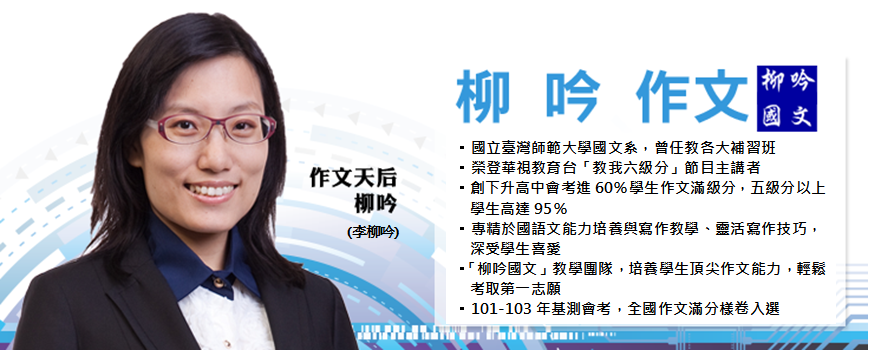 作文天后
柳吟
(李柳吟)
柳 吟 作文
柳吟
國文
▪ 國立臺灣師範大學國文系，曾任教各大補習班
▪ 榮登華視教育台「教我六級分」節目主講者
▪ 創下升高中會考進 60%學生作文滿級分，五級分以上
學生高達 95%
▪ 專精於國語文能力培養與寫作教學、靈活寫作技巧，
深受學生喜愛
▪「柳吟國文」教學團隊，培養學生頂尖作文能力，輕鬆
考取第一志願
▪ 101-103 年基測會考，全國作文滿分樣卷入選